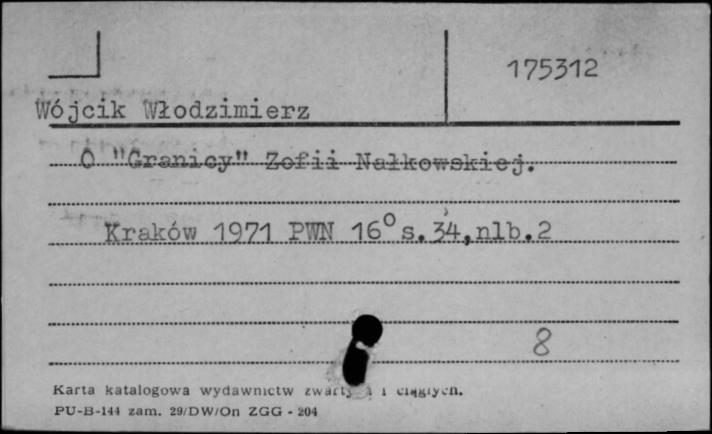 175312
Wójcik Włodzimierz
O "Granicy" Zofii Nałkowskiej.
Kraków 1971 PWN 16° s. 34, nlb. 2
8
Karta katalogowa wydawnictw i ciągłych.
PU-B-144 zam. 29/DW/On ZGG - 204